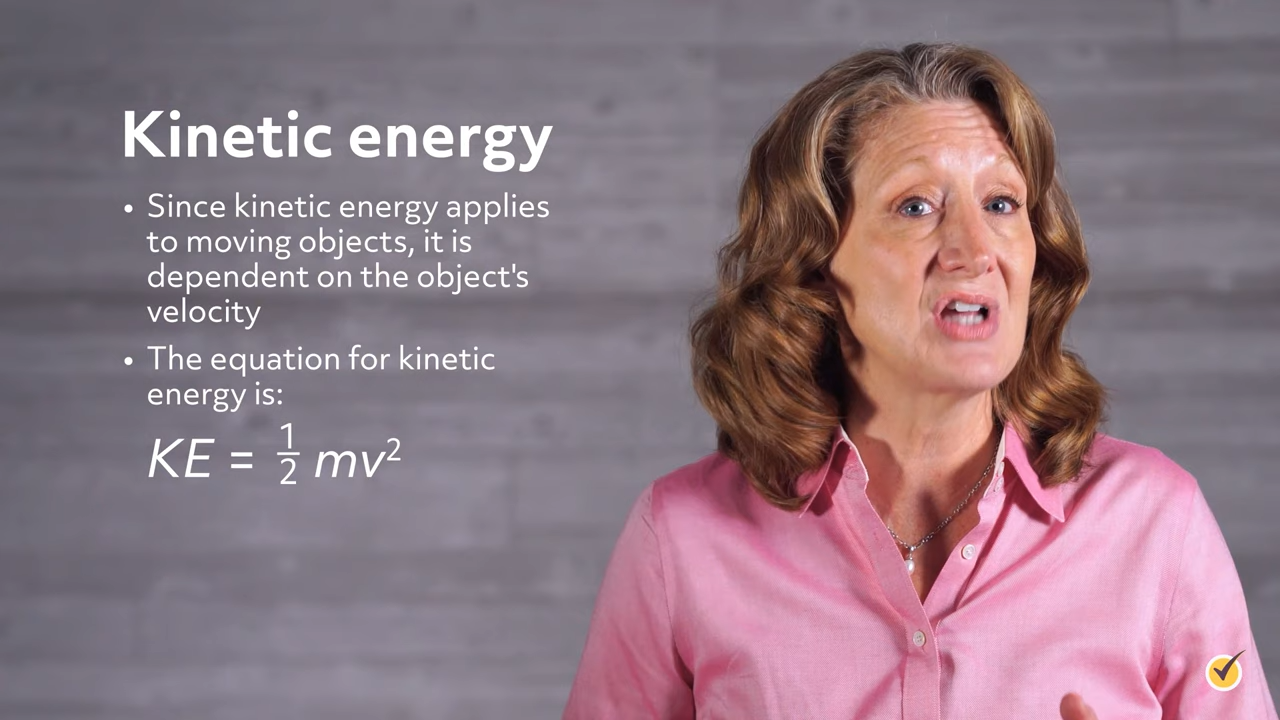 Kinetic energy
• Since kinetic energy applies
to moving objects, it is
dependent on the object's
velocity
• The equation for kinetic
energy is:
KE = 1/2 mv²